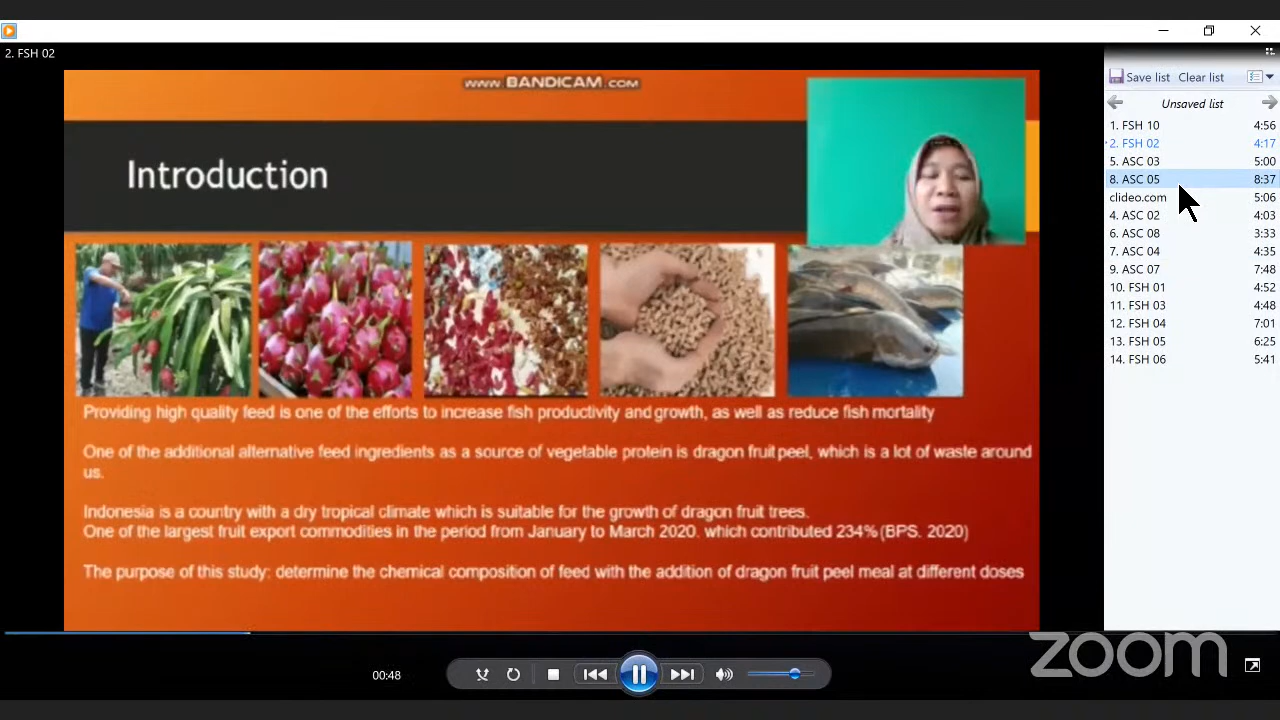 2. FSH 02
www.BANDICAM.COM
Introduction
Providing high quality feed is one of the efforts to increase fish productivity and growth, as well as reduce fish mortality
One of the additional alternative feed ingredients as a source of vegetable protein is dragon fruit peel, which is a lot of waste around
us.
Indonesia is a country with a dry tropical climate which is suitable for the growth of dragon fruit trees.
One of the largest fruit export commodities in the period from January to March 2020. which contributed 234% (BPS. 2020)
The purpose of this study: determine the chemical composition of feed with the addition of dragon fruit peel meal at different doses
Save list Clear list
Unsaved list
1. FSH 10 4:56
2. FSH 02 4:17
5. ASC 03 5:00
8. ASC 05 8:37
clideo.com 5:06
4. ASC 02 4:03
6. ASC 08 3:33
7. ASC 04 4:35
9. ASC 07 7:48
10. FSH 01 4:52
11. FSH 03 4:48
12. FSH 04 7:01
13. FSH 05 6:25
14. FSH 06 5:41
00:48
zoom